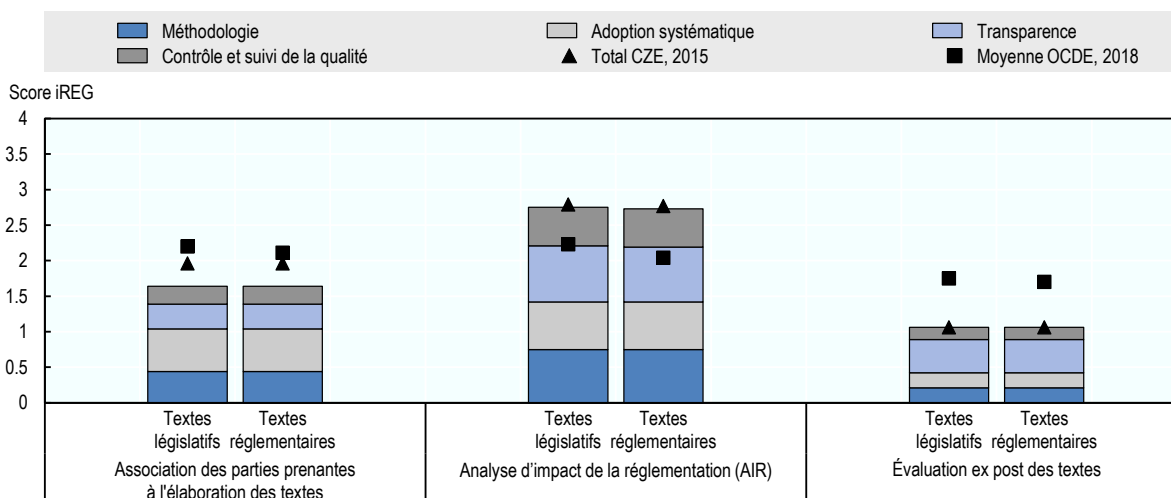 Méthodologie Adoption systématique Transparence
Contrôle et suivi de la qualité Total CZE, 2015 Moyenne OCDE, 2018
Score iREG
4
3.5
3
2.5
2
1.5
1
0.5
0
Textes législatifs Textes réglementaires Textes législatifs Textes réglementaires Textes législatifs Textes réglementaires
Association des parties prenantes Analyse d'impact de la réglementation (AIR) Évaluation ex post des textes
à l'élaboration des textes